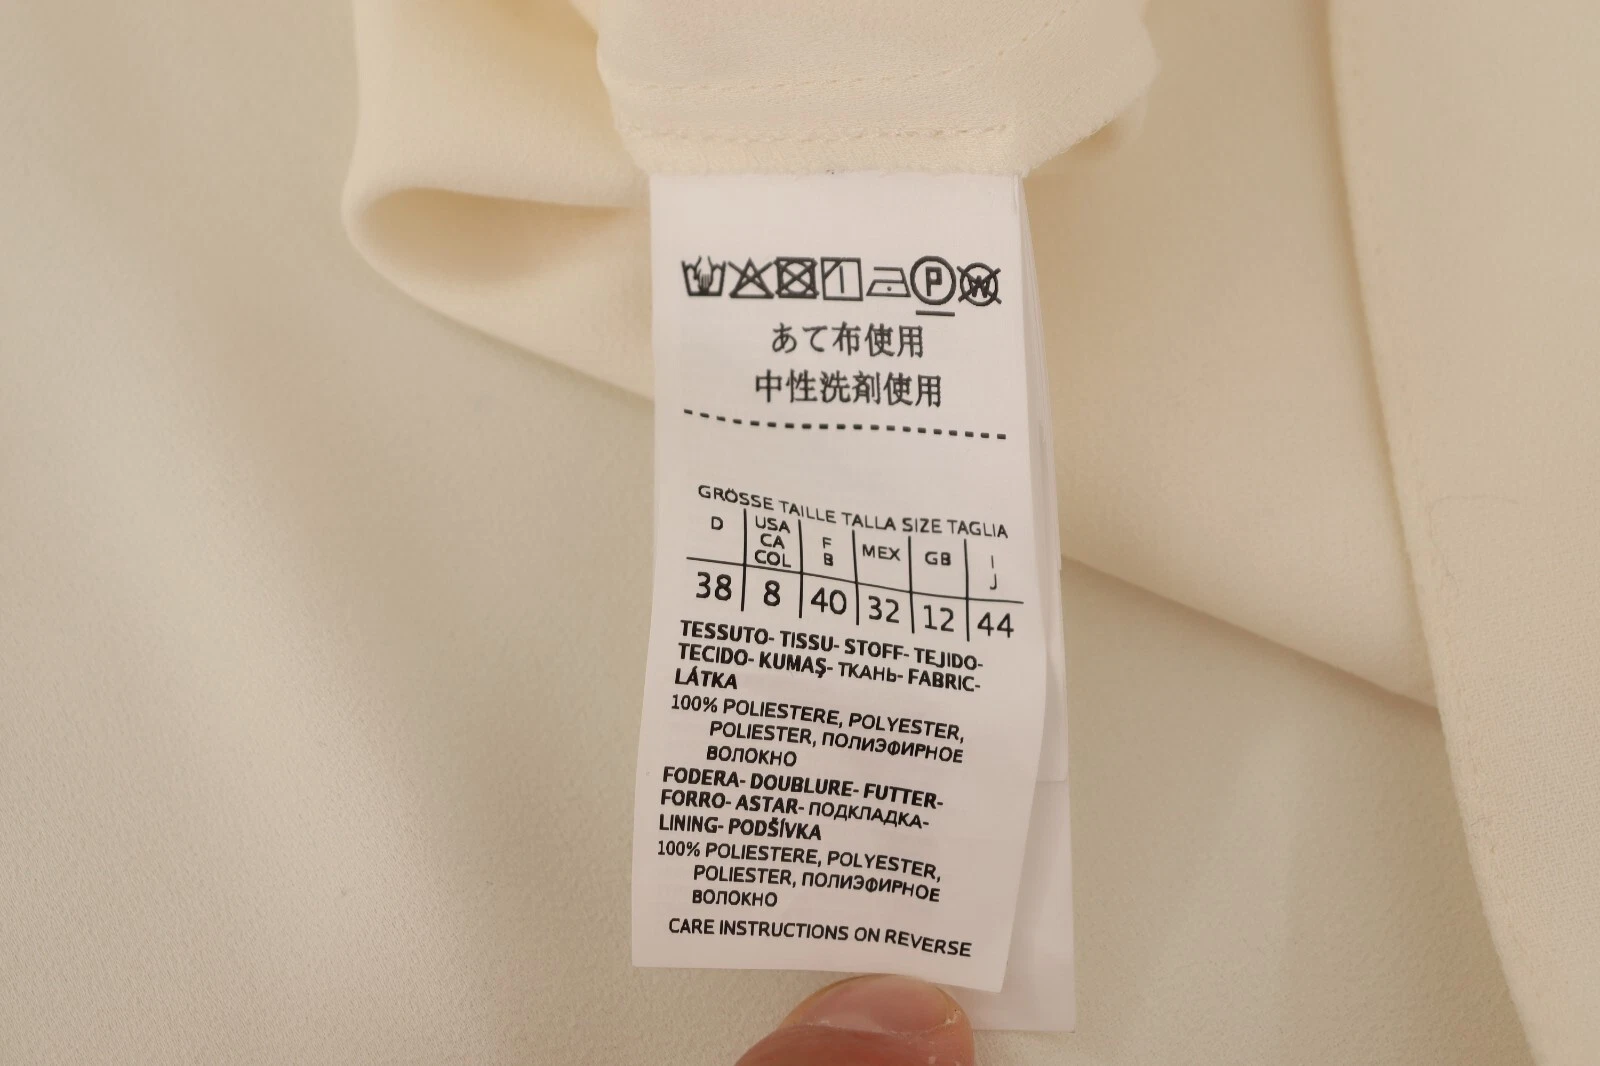 P W
あて布使用
中性洗剤使用
GRÖSSE TAILLE TALLA SIZE TAGLIA
D USA CA COL F B MEX GB I J
38 8 40 32 12 44
TESSUTO- TISSU- STOFF- TEJIDO-
TECIDO- KUMAŞ- ТКАНЬ- FABRIC-
LÁTKA
100% POLIESTERE, POLYESTER,
POLIESTER, ПОЛИЭФИРНОЕ
ВОЛОКНО
FODERA- DOUBLURE- FUTTER-
FORRO- ASTAR- ПОДКЛАДКА-
LINING- PODŠÍVKA
100% POLIESTERE, POLYESTER,
POLIESTER, ПОЛИЭФИРНОЕ
ВОЛОКНО
CARE INSTRUCTIONS ON REVERSE